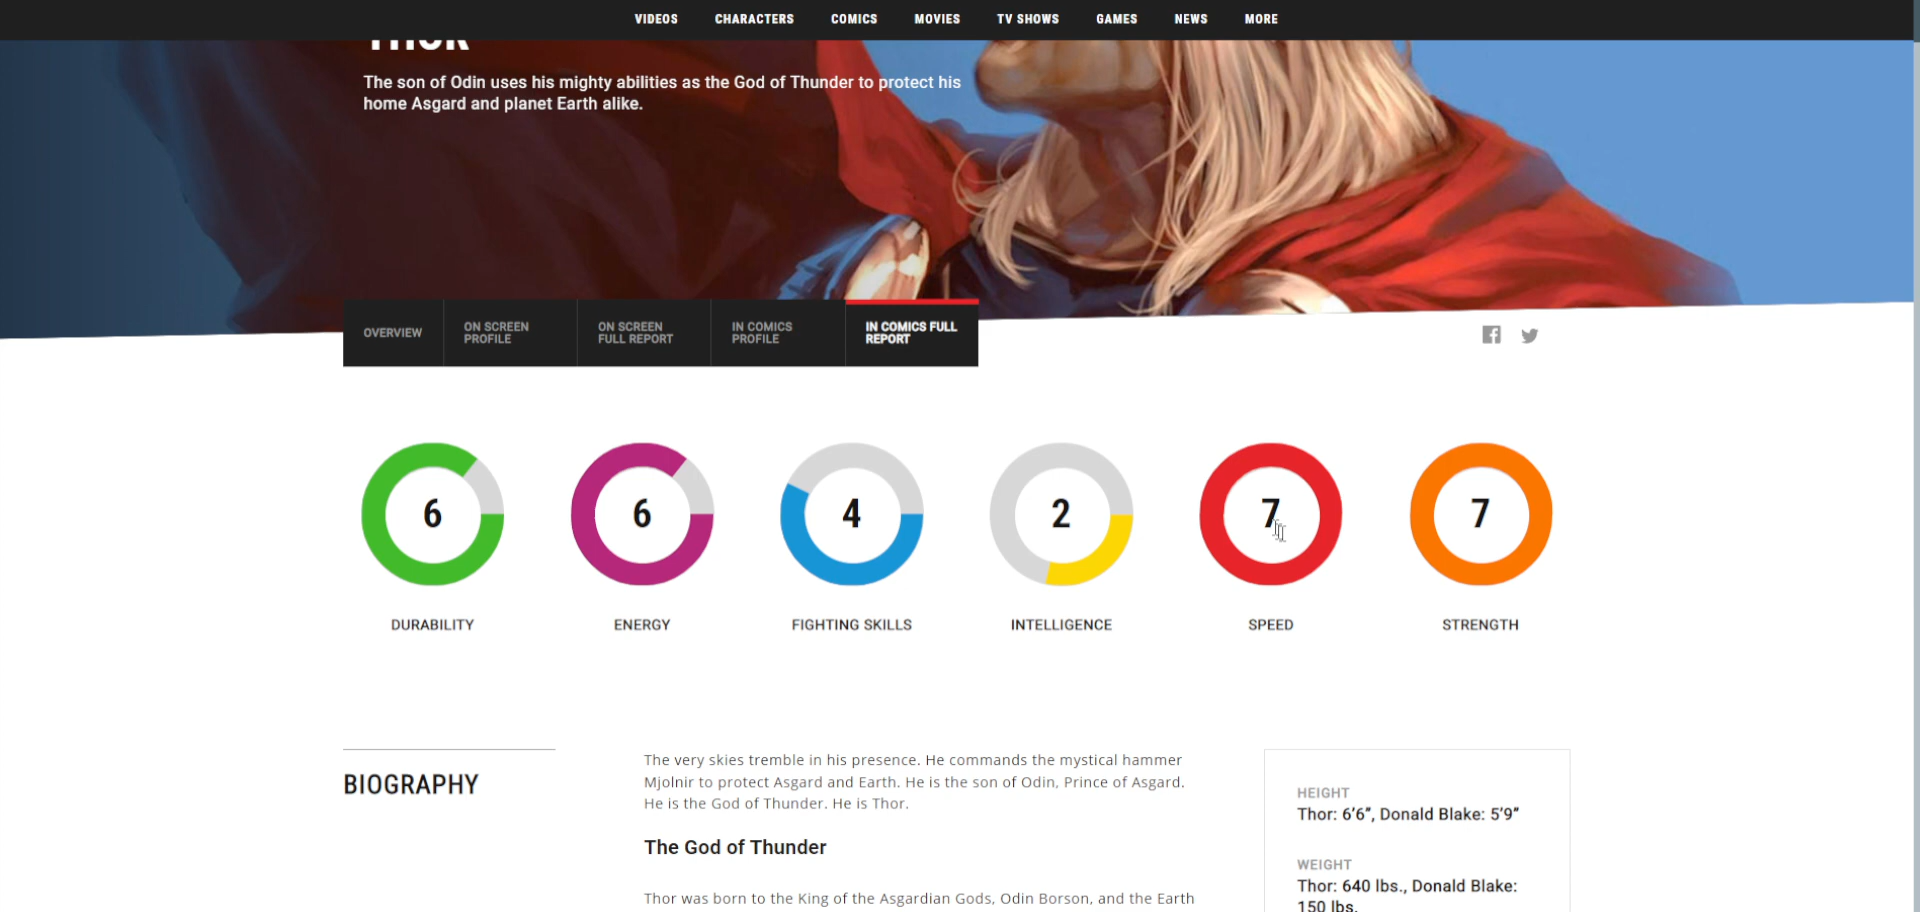 VIDEOS CHARACTERS COMICS MOVIES TV SHOWS GAMES NEWS MORE
THOR
The son of Odin uses his mighty abilities as the God of Thunder to protect his
home Asgard and planet Earth alike.
OVERVIEW
ON SCREEN
PROFILE
ON SCREEN
FULL REPORT
IN COMICS
PROFILE
IN COMICS FULL
REPORT
6 6 4 2 7 7
DURABILITY ENERGY FIGHTING SKILLS INTELLIGENCE SPEED STRENGTH
BIOGRAPHY
The very skies tremble in his presence. He commands the mystical hammer
Mjolnir to protect Asgard and Earth. He is the son of Odin, Prince of Asgard.
He is the God of Thunder. He is Thor.
The God of Thunder
Thor was born to the King of the Asgardian Gods, Odin Borson, and the Earth
HEIGHT
Thor: 6’6”, Donald Blake: 5’9”
WEIGHT
Thor: 640 lbs., Donald Blake:
150 lbs.